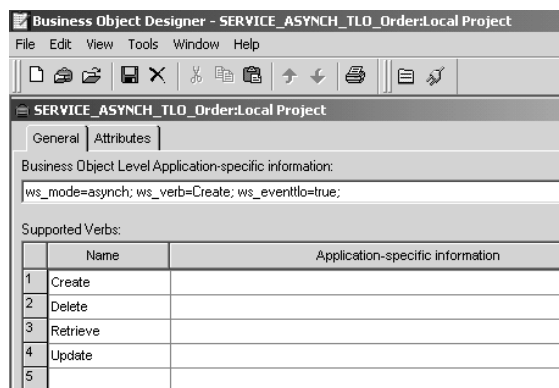 Business Object Designer - SERVICE_ASYNCH_TLO_Order:Local Project
File Edit View Tools Window Help
SERVICE_ASYNCH_TLO_Order:Local Project
General Attributes
Business Object Level Application-specific information:
ws_mode=asynch; ws_verb=Create; ws_eventtlo=true;
Supported Verbs:
Name Application-specific information
1 Create
2 Delete
3 Retrieve
4 Update
5